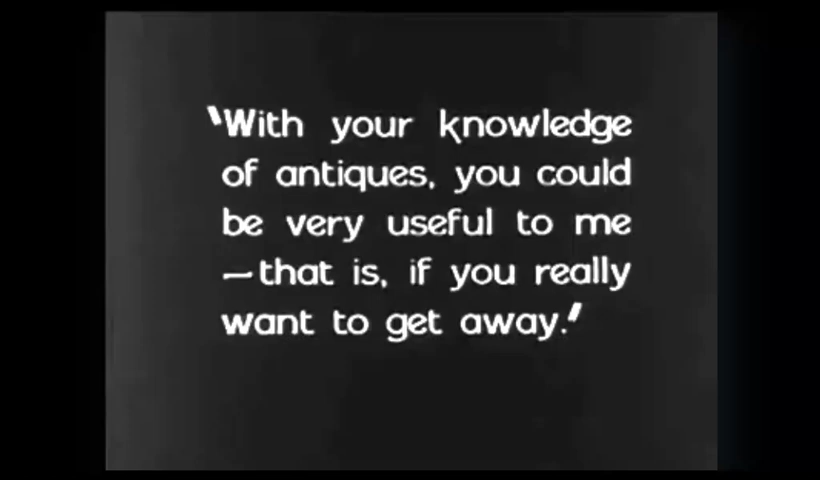 'With your knowledge
of antiques, you could
be very useful to me
—that is, if you really
want to get away.'